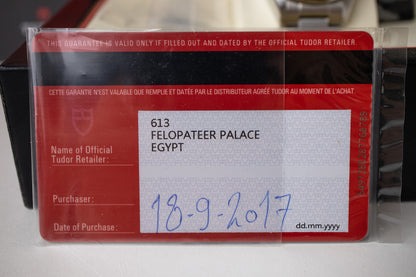 THIS GUARANTEE IS VALID ONLY IF FILLED OUT AND DATED BY THE OFFICIAL TUDOR RETAILER.
CETTE GARANTIE N'EST VALABLE QUE REMPLIE ET DATÉE PAR LE DISTRIBUTEUR AGRÉÉ TUDOR AU MOMENT DE L'ACHAT.
613
FELOPATEER PALACE
EGYPT
Name of Official
Tudor Retailer:
Purchaser:
18-9-2017
Date of Purchase:
dd.mm.yyyy